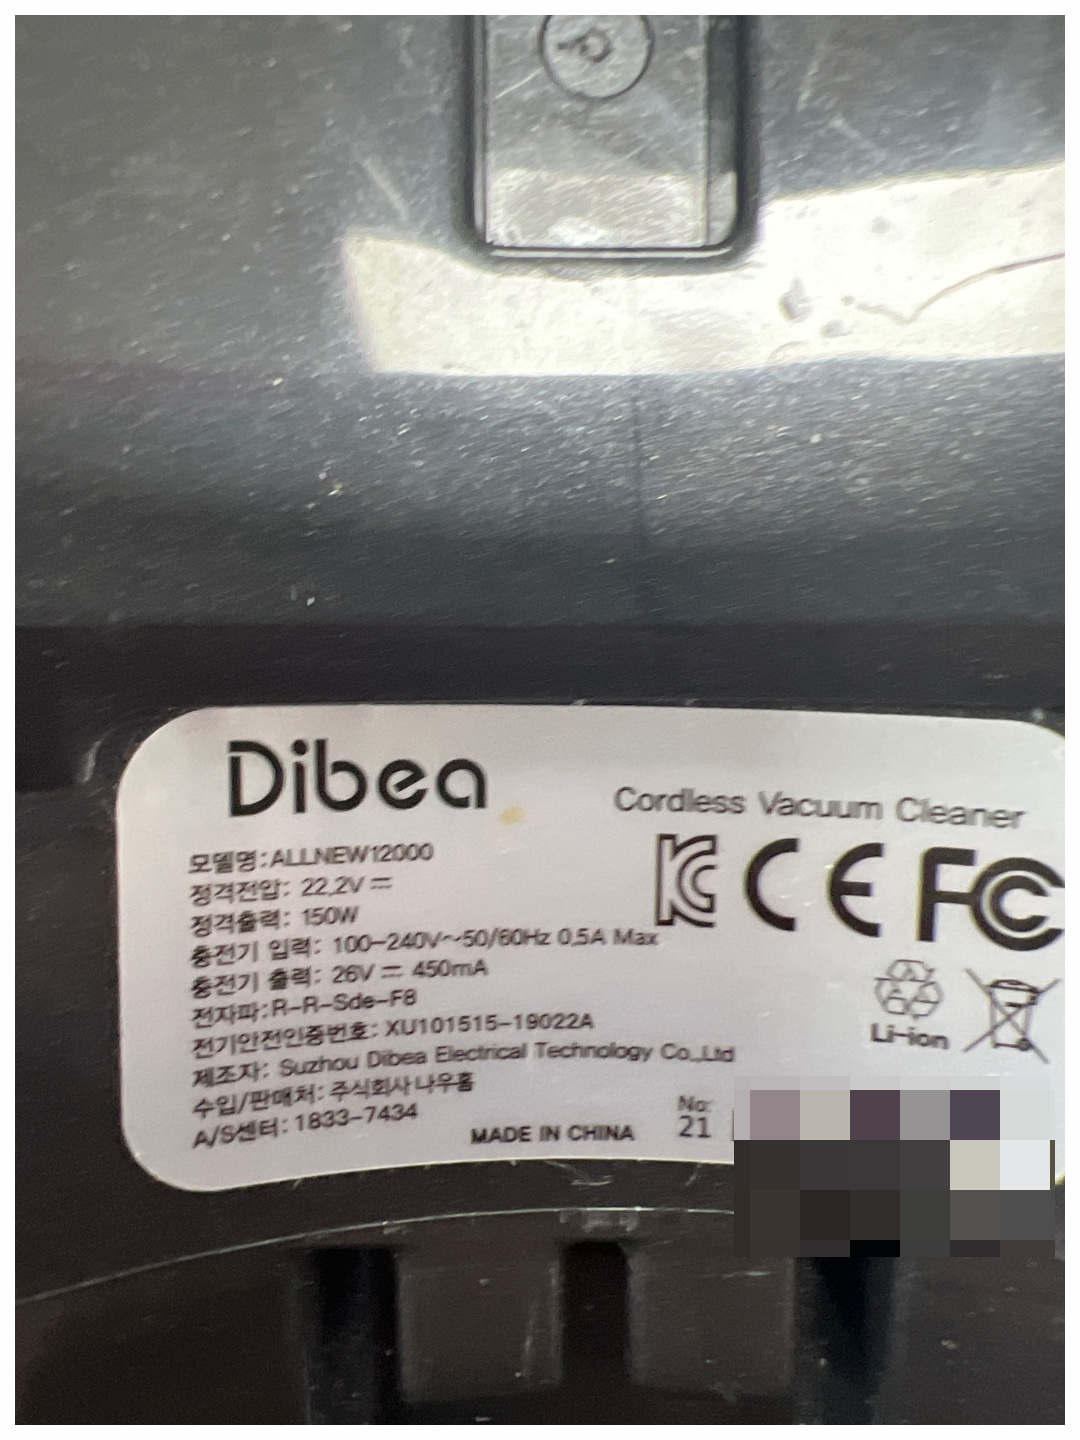 Dibea
Cordless Vacuum Cleaner
모델명: ALLNEW12000
정격전압: 22.2V
정격출력: 150W
충전기 입력: 100-240V~50/60Hz 0.5A Max
충전기 출력: 26V 450mA
전자파: R-R-Sde-F8
전기안전인증번호: XU101515-19022A
제조자: Suzhou Dibea Electrical Technology Co.,Ltd
수입/판매처: 주식회사 나우홈
A/S센터: 1833-7434
MADE IN CHINA
No:
21
KC CE FC
Li-ion